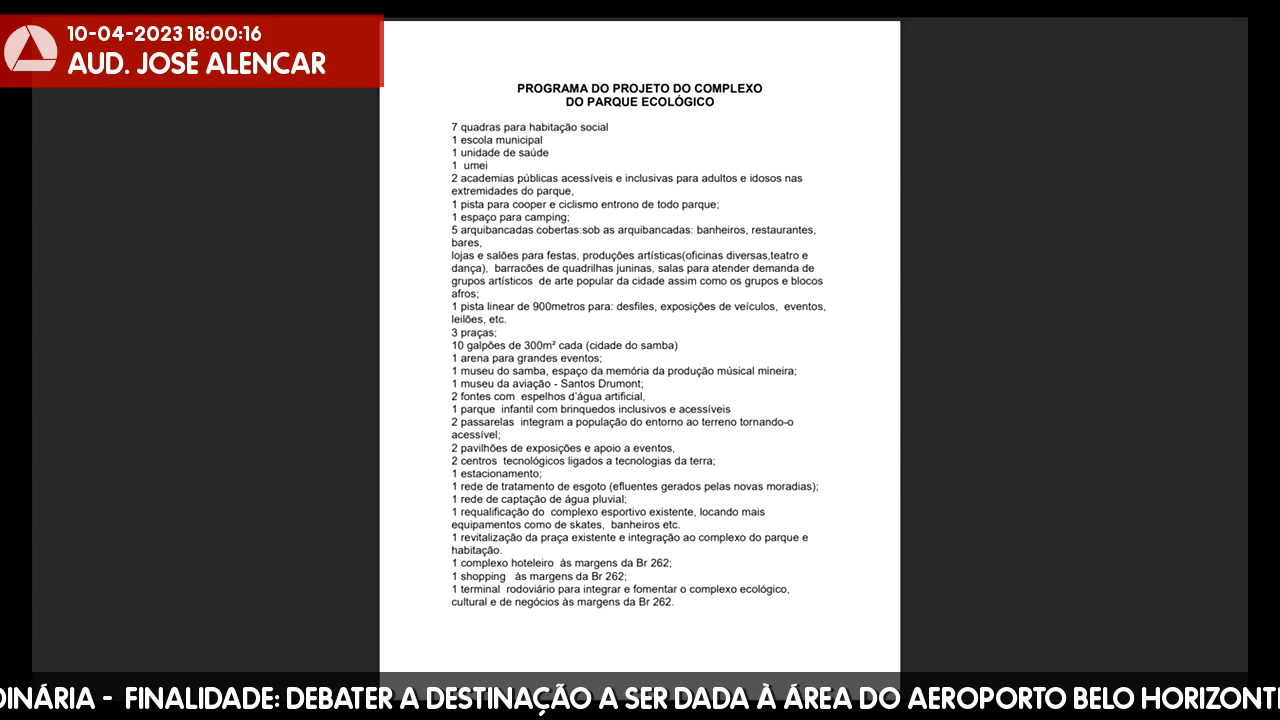 10-04-2023 18:00:16
AUD. JOSÉ ALENCAR
PROGRAMA DO PROJETO DO COMPLEXO
DO PARQUE ECOLÓGICO
7 quadras para habitação social
1 escola municipal
1 unidade de saúde
1 umei
2 academias públicas acessíveis e inclusivas para adultos e idosos nas
extremidades do parque,
1 pista para cooper e ciclismo entrono de todo parque;
1 espaço para camping;
5 arquibancadas cobertas:sob as arquibancadas: banheiros, restaurantes,
bares,
lojas e salões para festas, produções artísticas(oficinas diversas,teatro e
dança), barracões de quadrilhas juninas, salas para atender demanda de
grupos artísticos de arte popular da cidade assim como os grupos e blocos
afros;
1 pista linear de 900metros para: desfiles, exposições de veículos, eventos,
leilões, etc.
3 praças;
10 galpões de 300m² cada (cidade do samba)
1 arena para grandes eventos;
1 museu do samba, espaço da memória da produção músical mineira;
1 museu da aviação - Santos Drumont;
2 fontes com espelhos d'água artificial,
1 parque infantil com brinquedos inclusivos e acessíveis
2 passarelas integram a população do entorno ao terreno tornando-o
acessível;
2 pavilhões de exposições e apoio a eventos,
2 centros tecnológicos ligados a tecnologias da terra;
1 estacionamento;
1 rede de tratamento de esgoto (efluentes gerados pelas novas moradias);
1 rede de captação de água pluvial;
1 requalificação do complexo esportivo existente, locando mais
equipamentos como de skates, banheiros etc.
1 revitalização da praça existente e integração ao complexo do parque e
habitação.
1 complexo hoteleiro às margens da Br 262;
1 shopping às margens da Br 262;
1 terminal rodoviário para integrar e fomentar o complexo ecológico,
cultural e de negócios às margens da Br 262.
DINÁRIA - FINALIDADE: DEBATER A DESTINAÇÃO A SER DADA À ÁREA DO AEROPORTO BELO HORIZONT